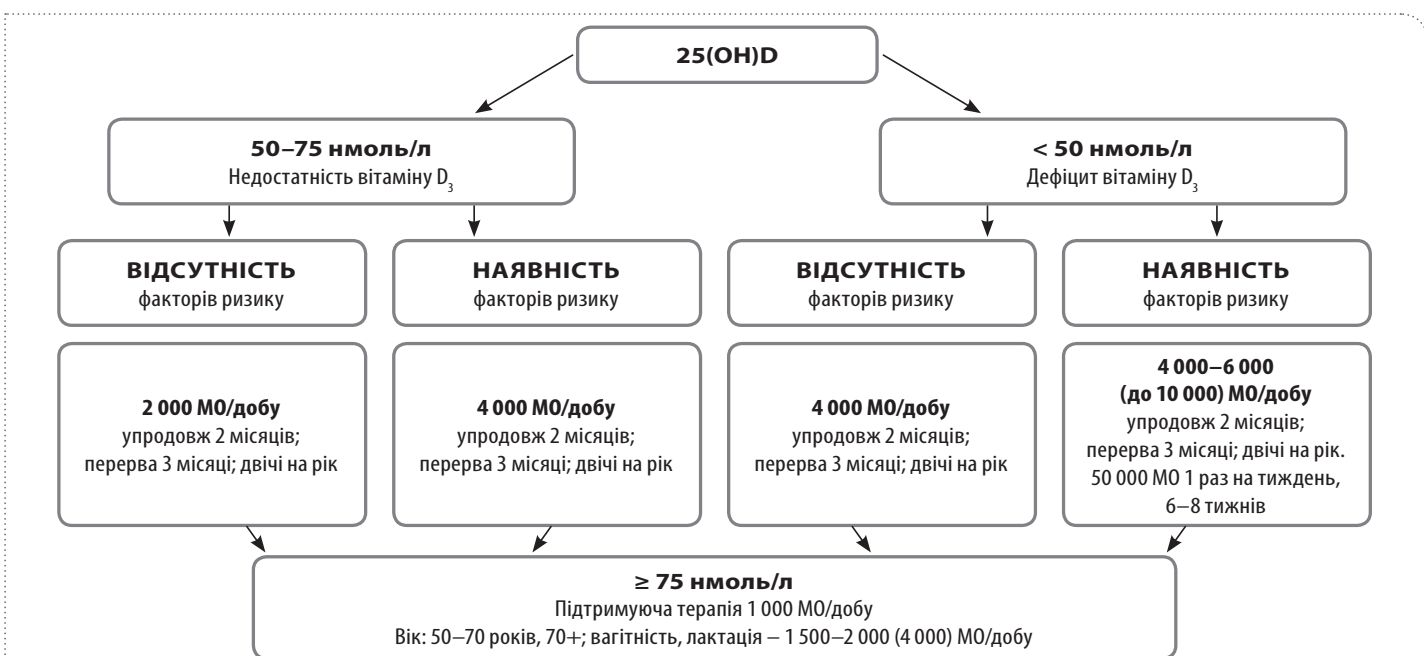 25(ОН)D
50–75 нмоль/л
Недостатність вітаміну D₃
< 50 нмоль/л
Дефіцит вітаміну D₃
ВІДСУТНІСТЬ
факторів ризику
НАЯВНІСТЬ
факторів ризику
ВІДСУТНІСТЬ
факторів ризику
НАЯВНІСТЬ
факторів ризику
2 000 МО/добу
упродовж 2 місяців;
перерва 3 місяці; двічі на рік
4 000 МО/добу
упродовж 2 місяців;
перерва 3 місяці; двічі на рік
4 000 МО/добу
упродовж 2 місяців;
перерва 3 місяці; двічі на рік
4 000–6 000
(до 10 000) МО/добу
упродовж 2 місяців;
перерва 3 місяці; двічі на рік.
50 000 МО 1 раз на тиждень,
6–8 тижнів
≥ 75 нмоль/л
Підтримуюча терапія 1 000 МО/добу
Вік: 50–70 років, 70+; вагітність, лактація – 1 500–2 000 (4 000) МО/добу